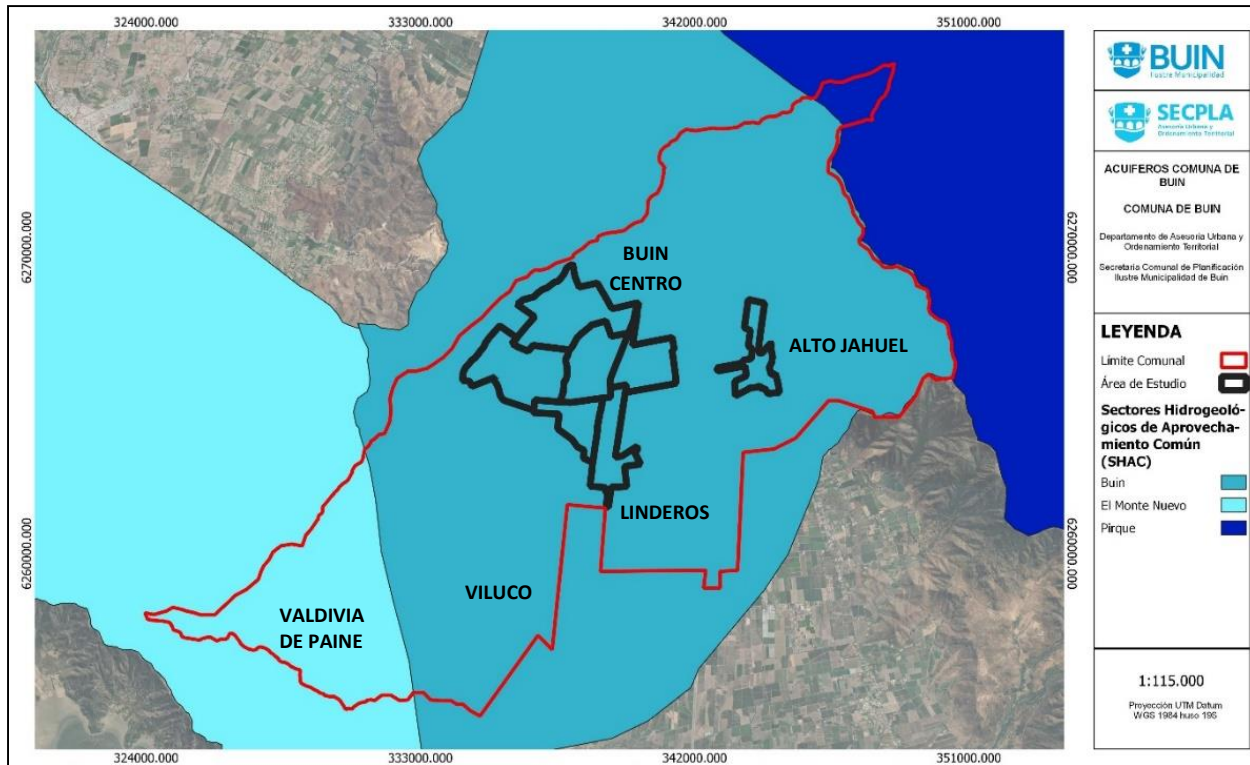 324000.000
333000.000
342000.000
351000.000
6270000.000
6270000.000
6260000.000
6260000.000
BUIN
CENTRO
ALTO JAHUEL
LINDEROS
VILUCO
VALDIVIA
DE PAINE
324000.000
333000.000
342000.000
351000.000
BUIN
Ilustre Municipalidad
SECPLA
Asesoría Urbana y
Ordenamiento Territorial
ACUIFEROS COMUNA DE
BUIN
COMUNA DE BUIN
Departamento de Asesoria Urbana y
Ordenamiento Territorial
Secretaria Comunal de Planificación
Ilustre Municipalidad de Buin
LEYENDA
Límite Comunal
Área de Estudio
Sectores Hidrogeoló-
gicos de Aprovecha-
miento Común
(SHAC)
Buin
El Monte Nuevo
Pirque
1:115.000
Proyección UTM Datum
WGS 1984 huso 19S